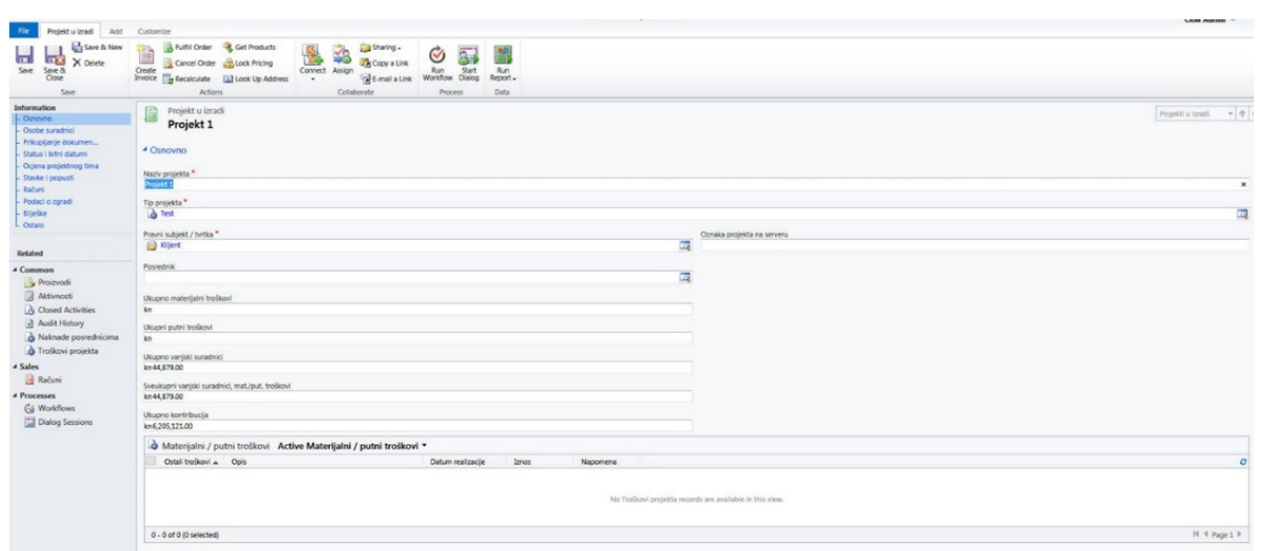 CRM Admin
File Projekt u izradi Add Customize
Save Save & Close Save & New Delete
Create Invoice Fulfill Order Cancel Order Recalculate Get Products Lock Pricing Look Up Address
Connect Assign Sharing Copy a Link E-mail a Link
Run Workflow Start Dialog Run Report
Save Actions Collaborate Process Data
Information
Osnovno
Osobe suradnici
Prikupljanje dokumen...
Status i bitni datumi
Ocjena projektnog tima
Stavke i popusti
Računi
Podaci o zgradi
Bilješke
Ostalo
Related
Common
Proizvodi
Aktivnosti
Closed Activities
Audit History
Naknade posrednicima
Troškovi projekta
Sales
Računi
Processes
Workflows
Dialog Sessions
Projekt u izradi
Projekt 1
Projekti u izradi
Osnovno
Naziv projekta *
Projekt 1
Tip projekta *
Test
Pravni subjekt / tvrtka *
Klijent
Oznaka projekta na serveru
Posrednik
Ukupno materijalni troškovi
kn
Ukupni putni troškovi
kn
Ukupno vanjski suradnici
kn44,879.00
Sveukupni vanjski suradnici, mat./put. troškovi
kn44,879.00
Ukupno kontribucija
kn6,205,121.00
Materijalni / putni troškovi Active Materijalni / putni troškovi
Ostali troškovi Opis Datum realizacije Iznos Napomena
No Troškovi projekta records are available in this view.
0 - 0 of 0 (0 selected) Page 1